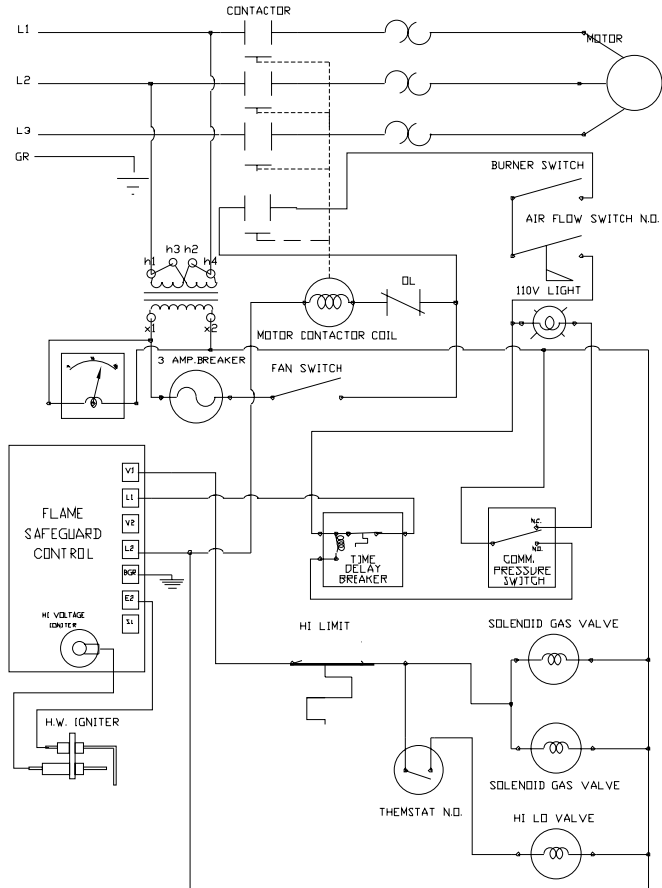 CONTACTOR
L1
MOTOR
L2
L3
GR
BURNER SWITCH
AIR FLOW SWITCH N.O.
h3 h2
h1
h4
110V LIGHT
OL
x1
x2
MOTOR CONTACTOR COIL
3 AMP.BREAKER
FAN SWITCH
V1
L1
FLAME
SAFEGUARD
CONTROL
V2
L2
BGR
E2
S1
N.C.
N.O.
TIME
DELAY
BREAKER
COMM.
PRESSURE
SWITCH
HI VOLTAGE
IGNITER
HI LIMIT
SOLENOID GAS VALVE
H.W. IGNITER
SOLENOID GAS VALVE
THEMSTAT N.O.
HI LO VALVE